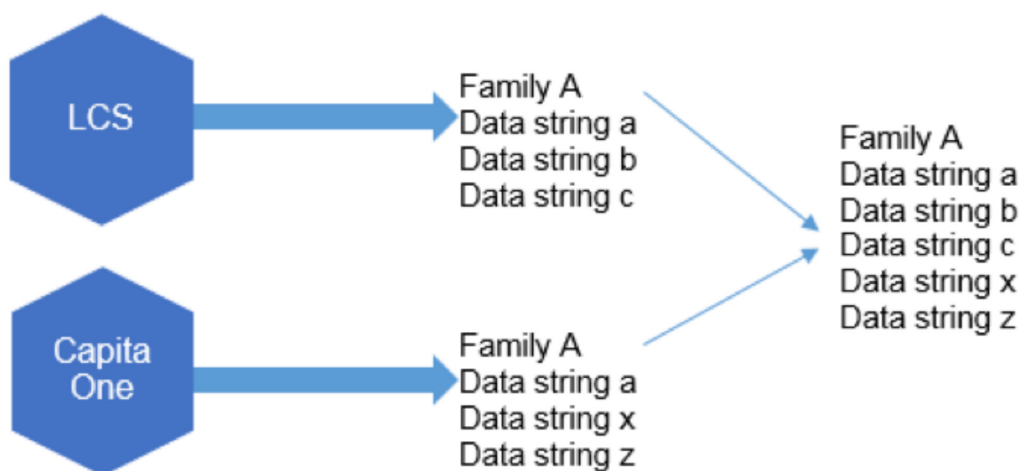 LCS
Family A
Data string a
Data string b
Data string c
Capita
One
Family A
Data string a
Data string x
Data string z
Family A
Data string a
Data string b
Data string c
Data string x
Data string z